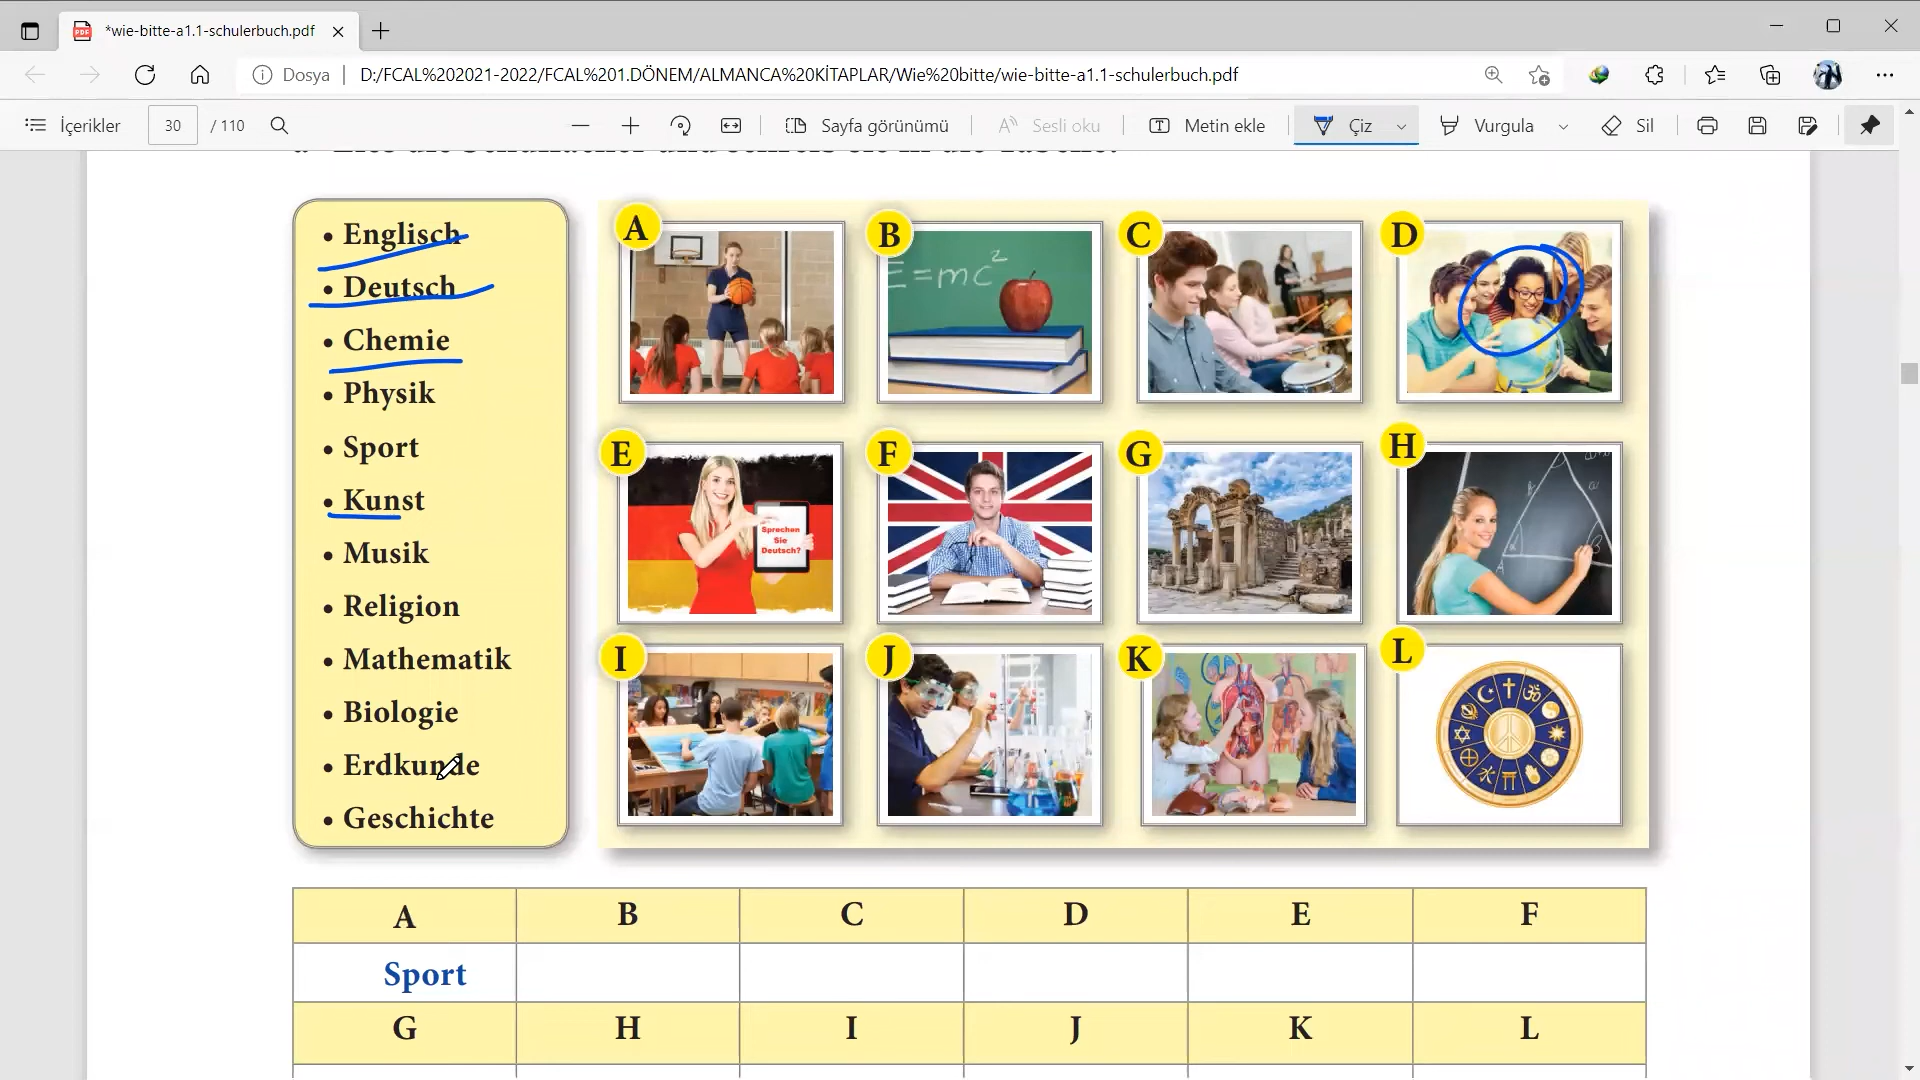 *wie-bitte-a1.1-schulerbuch.pdf
Dosya D:/FCAL%202021-2022/FCAL%201.DÖNEM/ALMANCA%20KİTAPLAR/Wie%20bitte/wie-bitte-a1.1-schulerbuch.pdf
İçerikler 30 / 110 Sayfa görünümü Sesli oku Metin ekle Çiz Vurgula Sil
• Englisch
• Deutsch
• Chemie
• Physik
• Sport
• Kunst
• Musik
• Religion
• Mathematik
• Biologie
• Erdkunde
• Geschichte
A B C D
E=mc²
E F G H
Sprechen
Sie
Deutsch?
I J K L
A B C D E F
Sport
G H I J K L